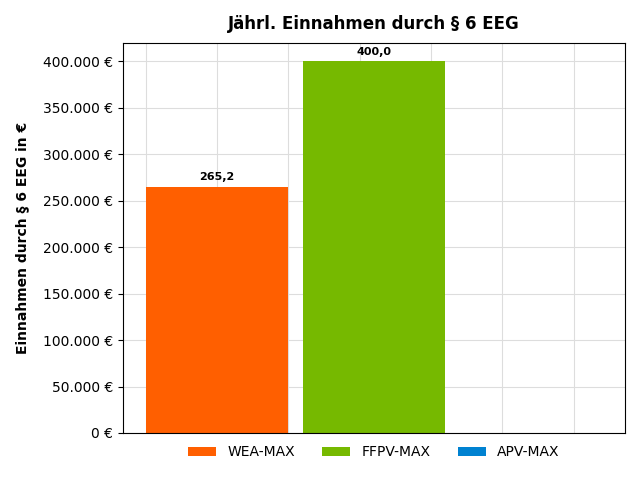 Jährl. Einnahmen durch § 6 EEG
Einnahmen durch § 6 EEG in €
400.000 €
350.000 €
300.000 €
250.000 €
200.000 €
150.000 €
100.000 €
50.000 €
0 €
265,2
400,0
WEA-MAX
FFPV-MAX
APV-MAX